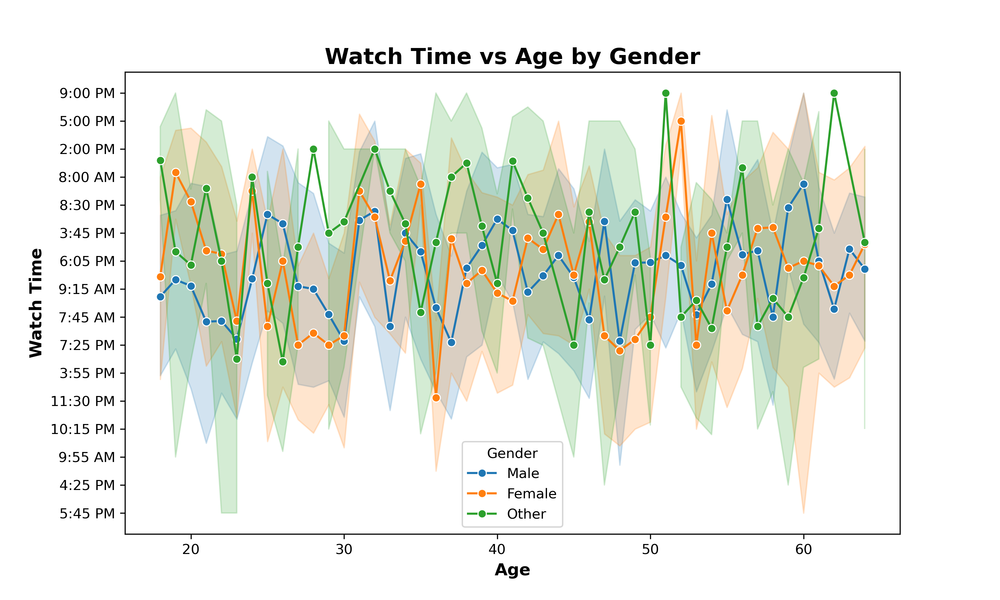 Watch Time vs Age by Gender
Watch Time
9:00 PM
5:00 PM
2:00 PM
8:00 AM
8:30 PM
3:45 PM
6:05 PM
9:15 AM
7:45 AM
7:25 PM
3:55 PM
11:30 PM
10:15 PM
9:55 AM
4:25 PM
5:45 PM
Gender
Male
Female
Other
20 30 40 50 60
Age